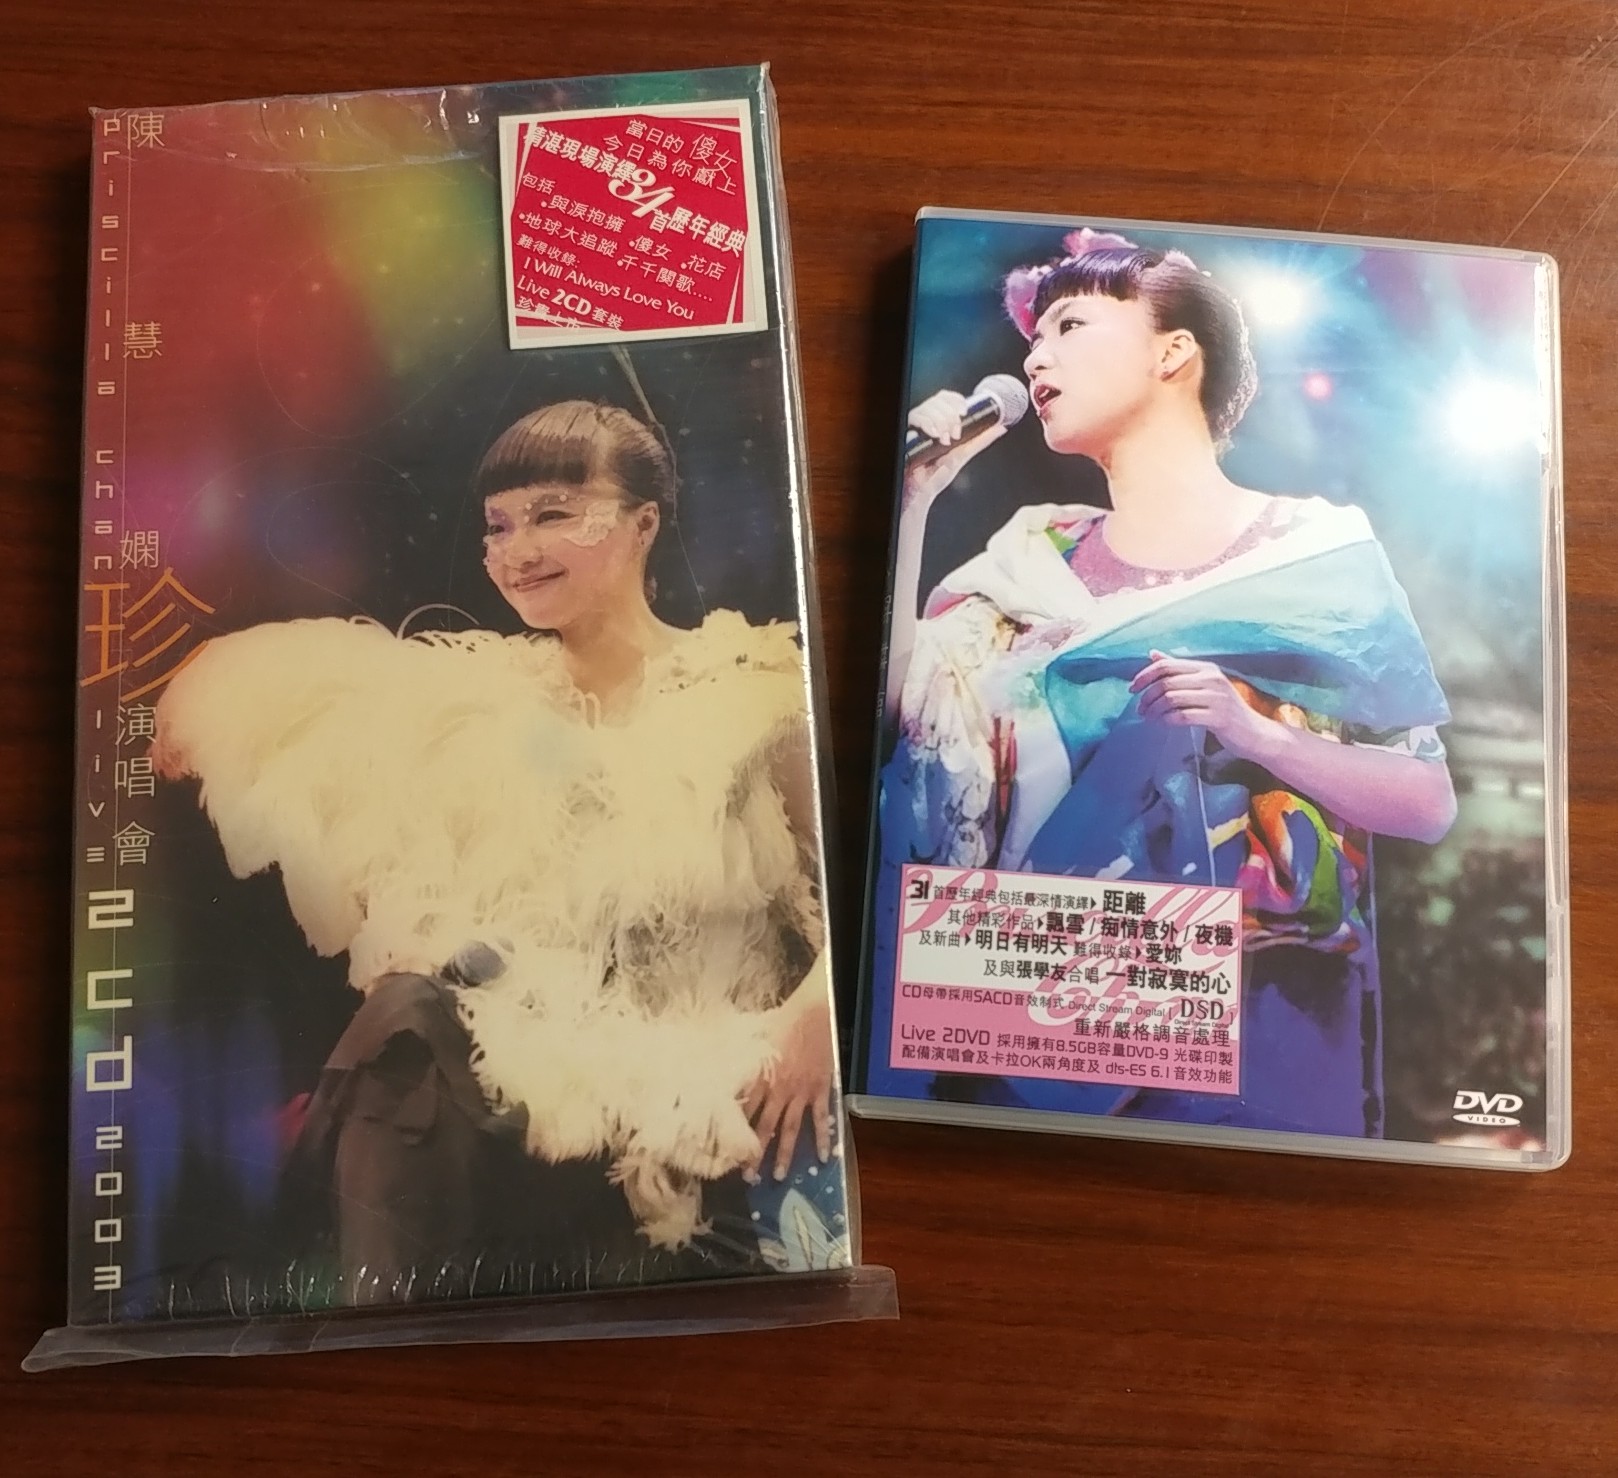 陳慧嫻珍演唱會
priscilla chan live 2cd 2003
當日的 傻女
今日為你獻上
精湛現場演繹34首歷年經典
包括
•與淚抱擁 •傻女 •花店
•地球大追蹤 •千千闋歌....
難得收錄:
I Will Always Love You
Live 2CD 套裝
珍貴上市
31首歷年經典包括最深情演繹▸距離
其他精彩作品▸飄雪/痴情意外/夜機
及新曲▸明日有明天 難得收錄▸愛妳
及與張學友合唱 一對寂寞的心
CD母帶採用SACD音效制式 Direct Stream Digital「DSD」
Direct Stream Digital
重新嚴格調音處理
Live 2DVD 採用擁有8.5GB容量DVD-9 光碟印製
配備演唱會及卡拉OK兩角度及 dts-ES 6.1音效功能
DVD
VIDEO